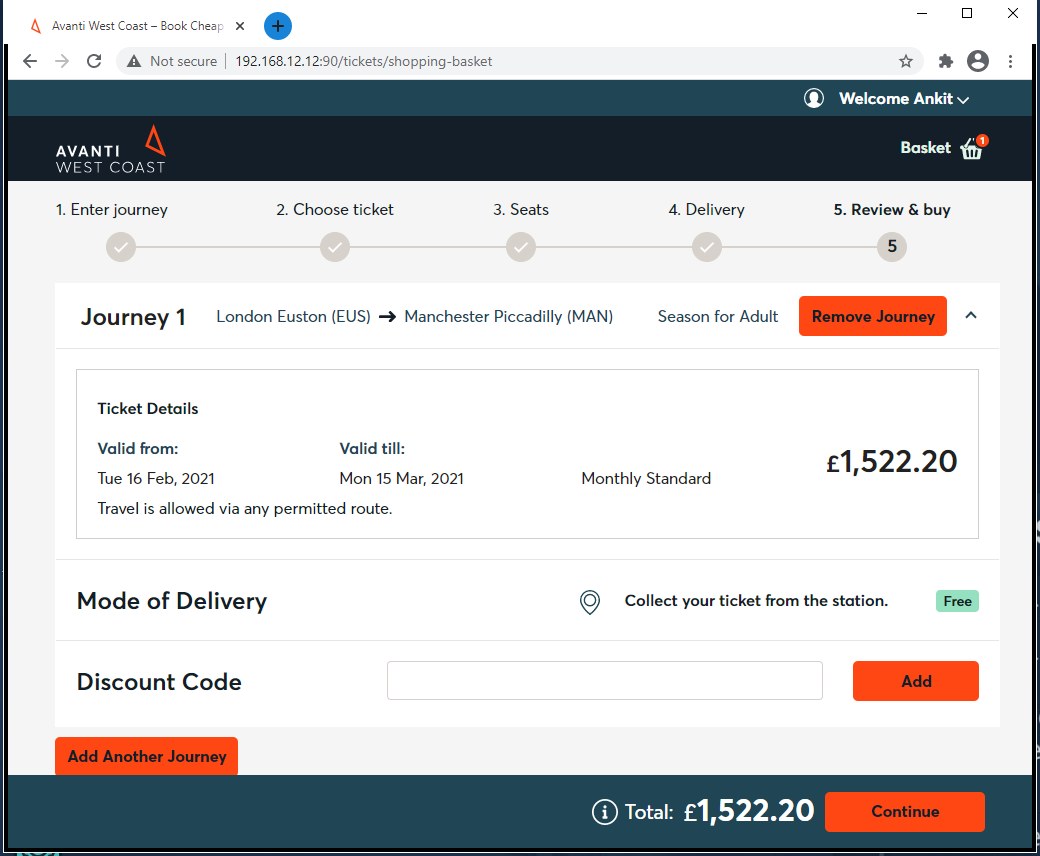 Avanti West Coast – Book Cheap
Not secure 192.168.12.12:90/tickets/shopping-basket
Welcome Ankit
AVANTI
WEST COAST
Basket 1
1. Enter journey 2. Choose ticket 3. Seats 4. Delivery 5. Review & buy
5
Journey 1 London Euston (EUS) → Manchester Piccadilly (MAN) Season for Adult Remove Journey
Ticket Details
Valid from: Valid till:
£1,522.20
Tue 16 Feb, 2021 Mon 15 Mar, 2021 Monthly Standard
Travel is allowed via any permitted route.
Mode of Delivery Collect your ticket from the station. Free
Discount Code Add
Add Another Journey
Total: £1,522.20 Continue